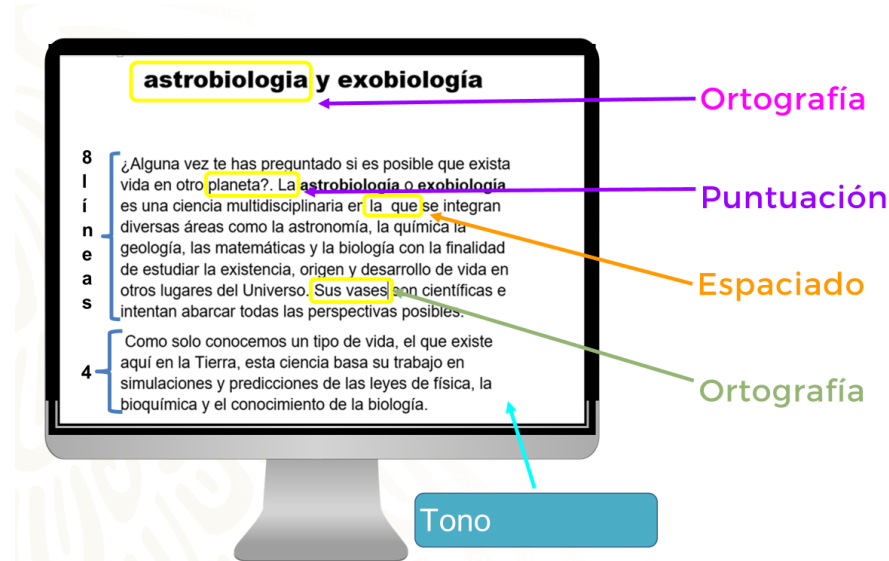 astrobiologia y exobiología
Ortografía
8 líneas
¿Alguna vez te has preguntado si es posible que exista
vida en otro planeta?. La astrobiología o exobiología
es una ciencia multidisciplinaria en la  que se integran
diversas áreas como la astronomía, la química la
geología, las matemáticas y la biología con la finalidad
de estudiar la existencia, origen y desarrollo de vida en
otros lugares del Universo. Sus vases son científicas e
intentan abarcar todas las perspectivas posibles.
Puntuación
Espaciado
Ortografía
4
Como solo conocemos un tipo de vida, el que existe
aquí en la Tierra, esta ciencia basa su trabajo en
simulaciones y predicciones de las leyes de física, la
bioquímica y el conocimiento de la biología.
Tono